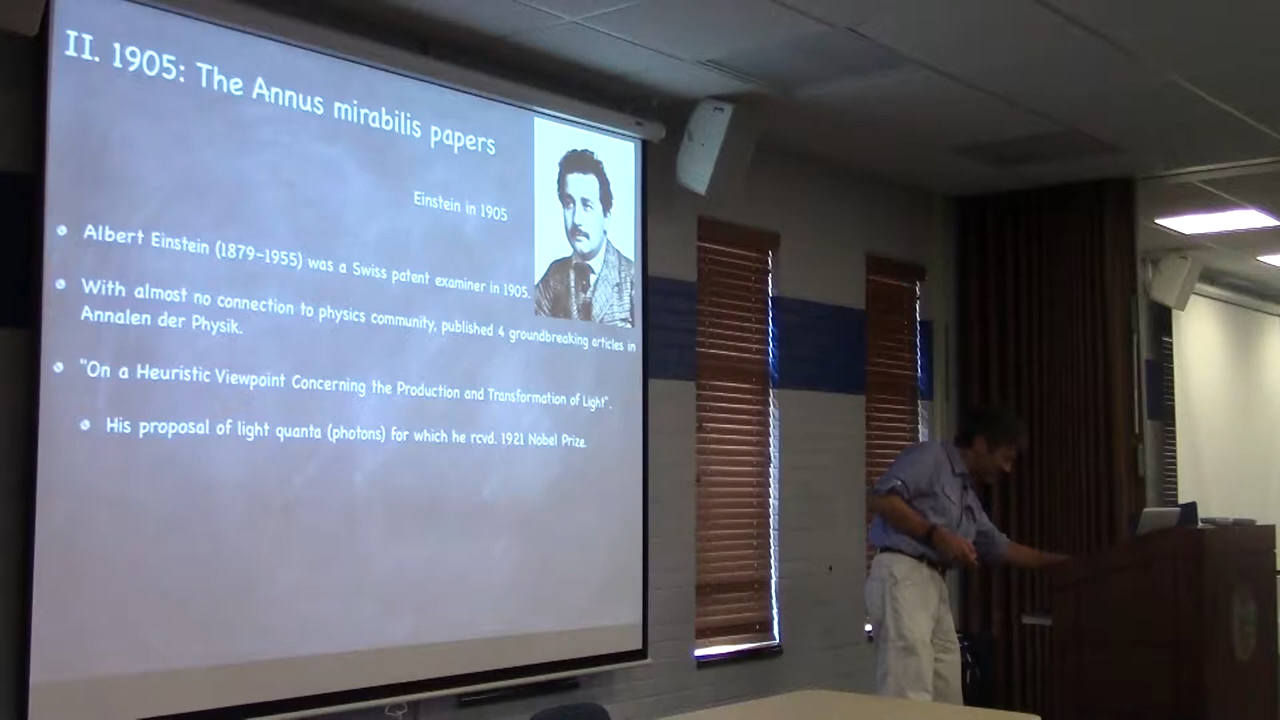 II. 1905: The Annus mirabilis papers
Einstein in 1905
Albert Einstein (1879-1955) was a Swiss patent examiner in 1905.
With almost no connection to physics community, published 4 groundbreaking articles in
Annalen der Physik.
"On a Heuristic Viewpoint Concerning the Production and Transformation of Light".
His proposal of light quanta (photons) for which he rcvd. 1921 Nobel Prize.